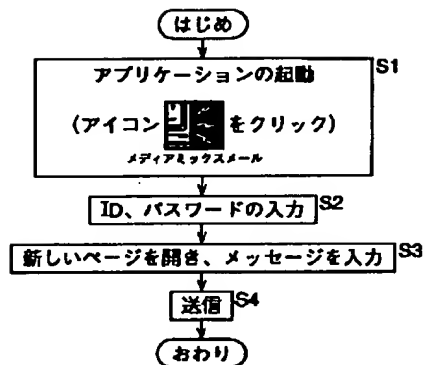 はじめ
アプリケーションの起動 S1
(アイコン をクリック)
メディアミックスメール
ID、パスワードの入力 S2
新しいページを開き、メッセージを入力 S3
送信 S4
おわり